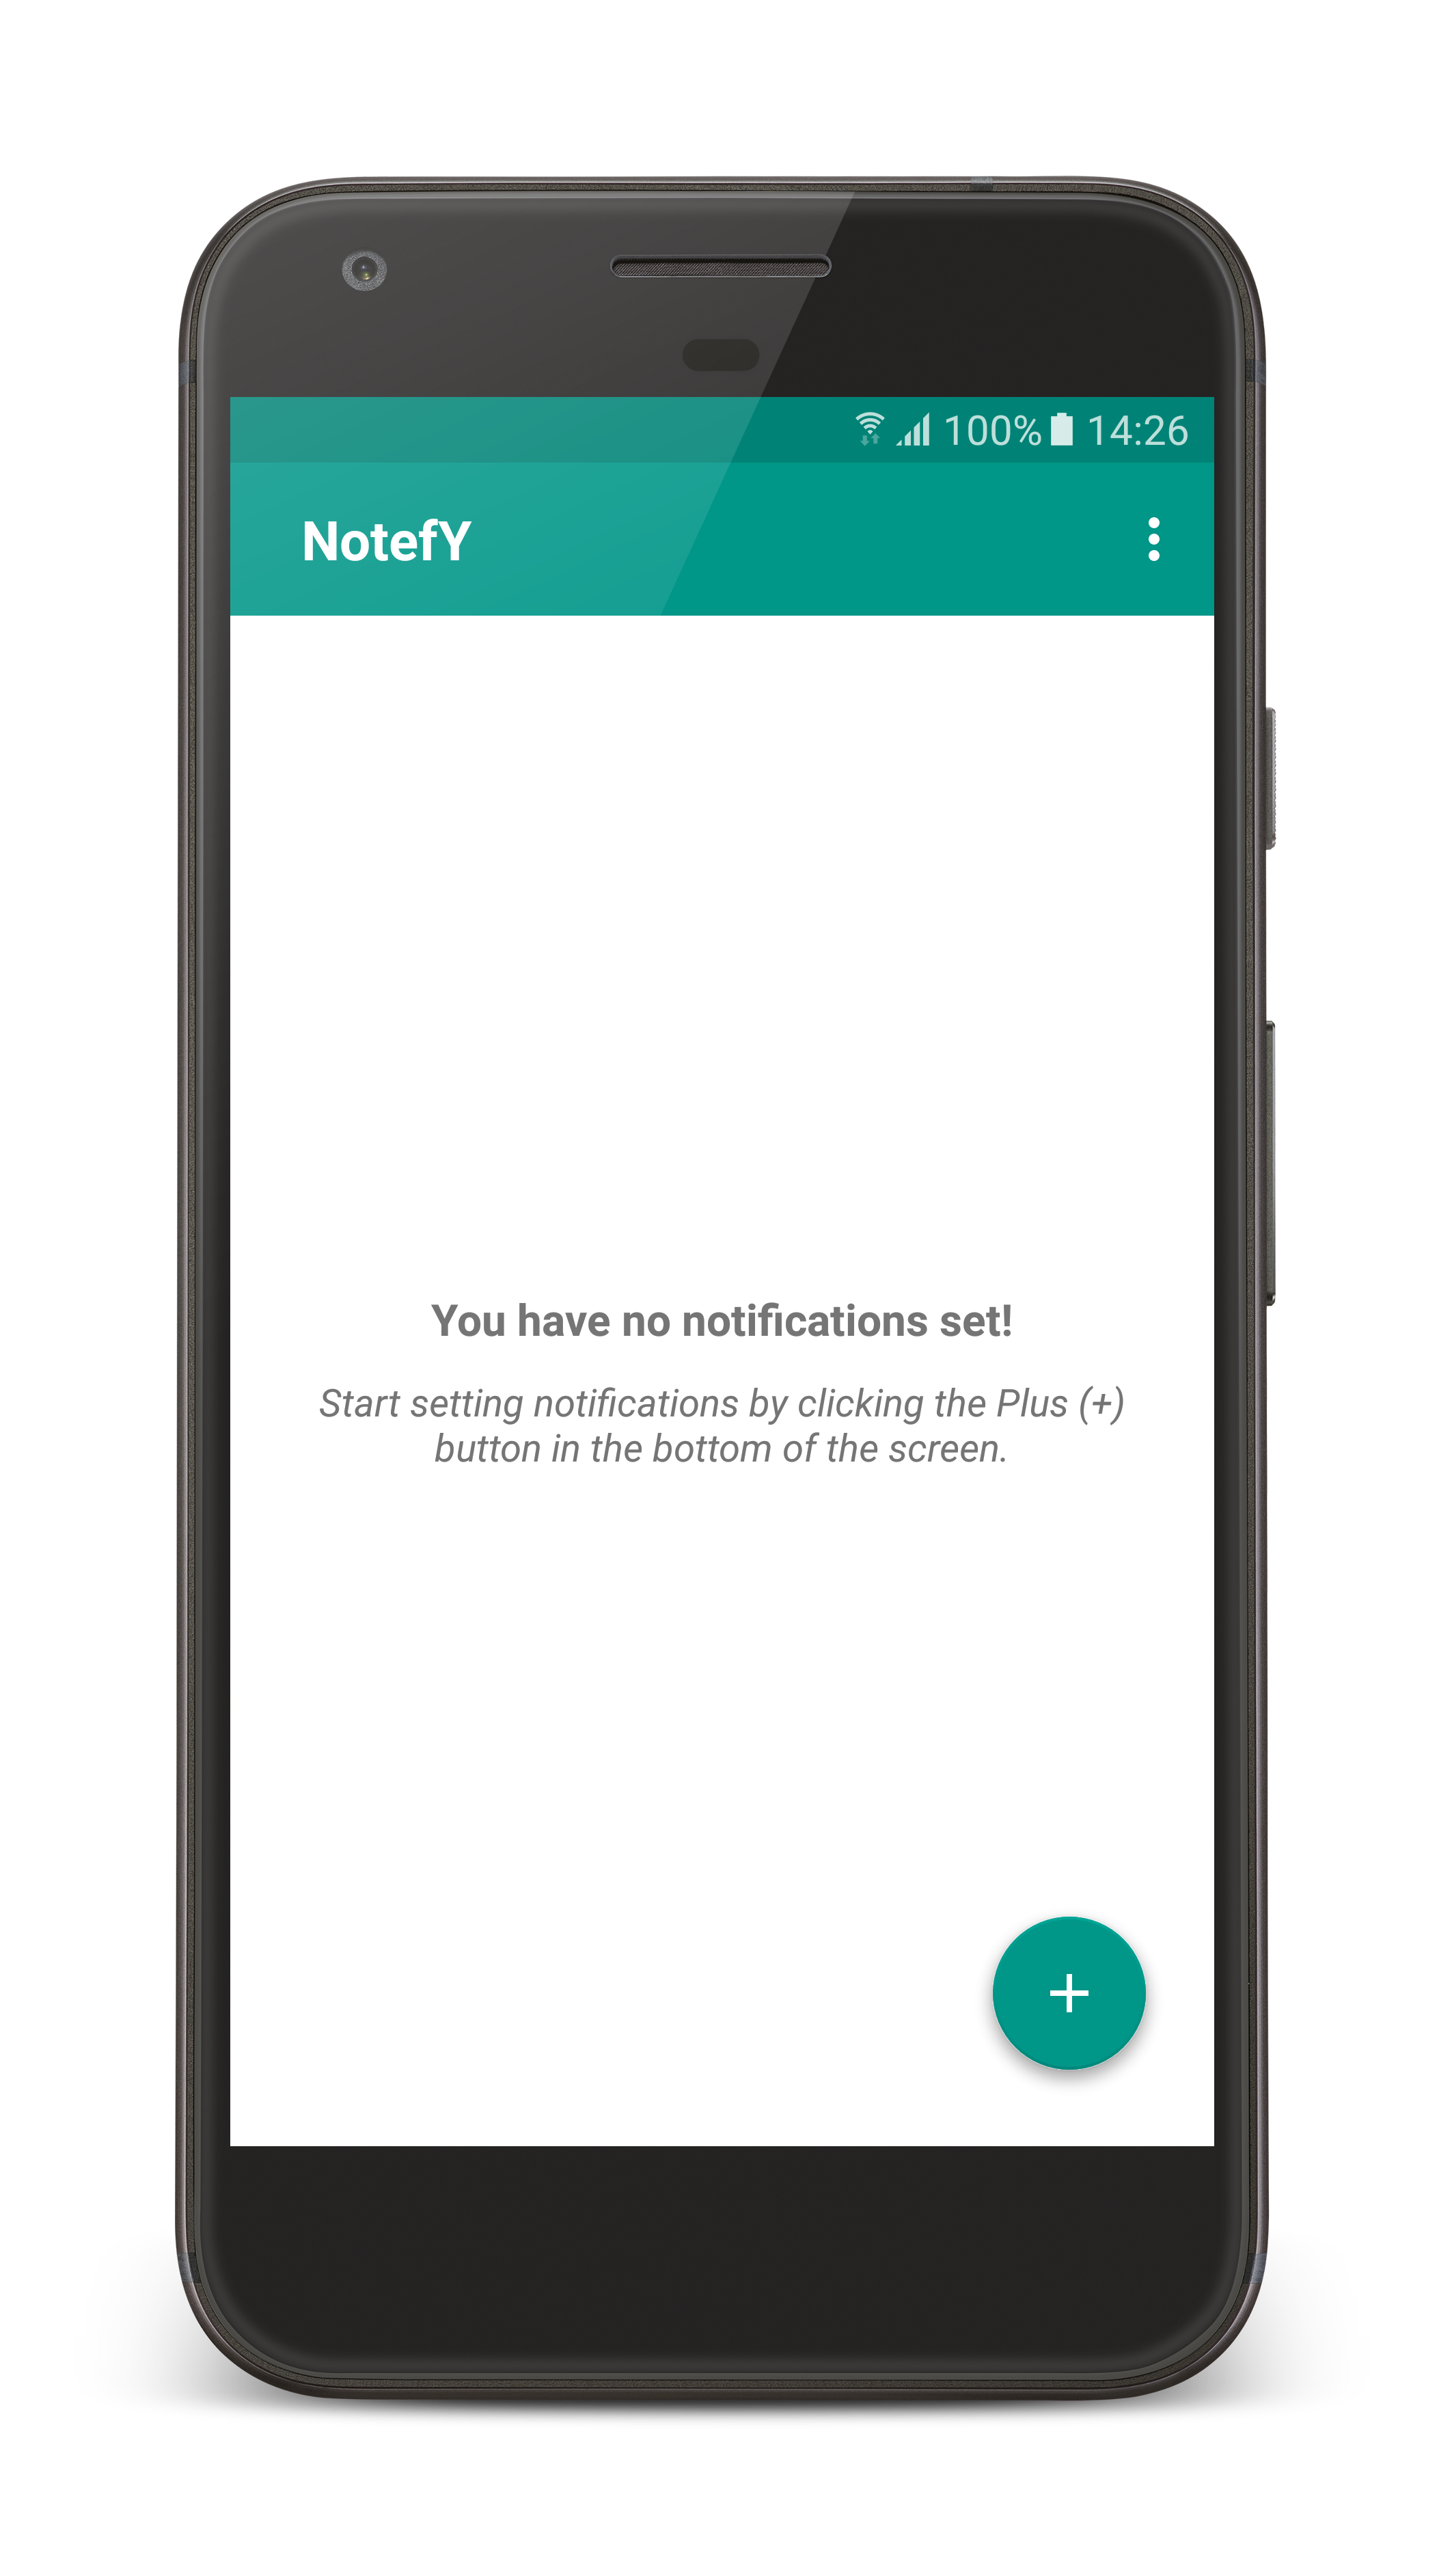 100% 14:26
NotefY
You have no notifications set!
Start setting notifications by clicking the Plus (+)
button in the bottom of the screen.
+